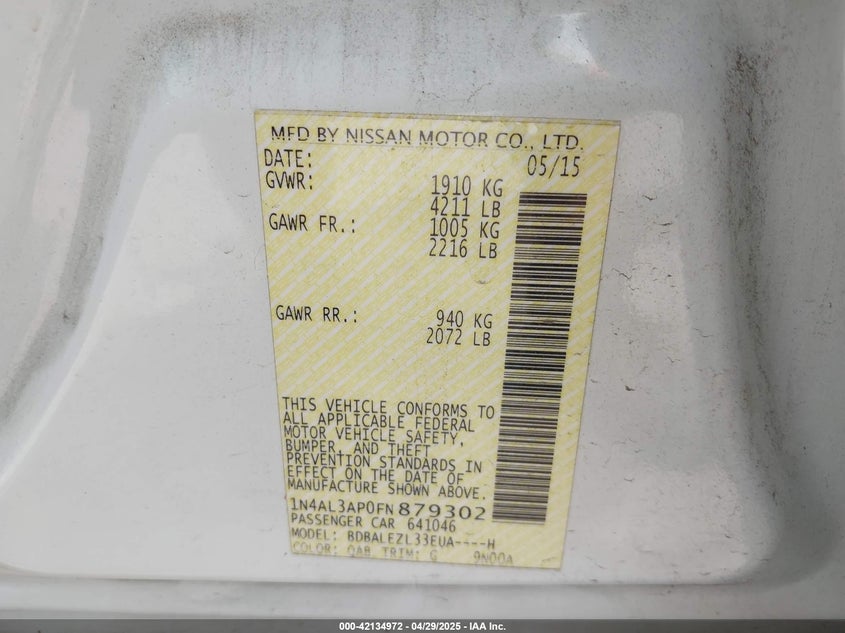 MFD BY NISSAN MOTOR CO., LTD.
DATE: 05/15
GVWR: 1910 KG
4211 LB
GAWR FR.: 1005 KG
2216 LB
GAWR RR.: 940 KG
2072 LB
THIS VEHICLE CONFORMS TO
ALL APPLICABLE FEDERAL
MOTOR VEHICLE SAFETY,
BUMPER, AND THEFT
PREVENTION STANDARDS IN
EFFECT ON THE DATE OF
MANUFACTURE SHOWN ABOVE.
1N4AL3AP0FN879302
PASSENGER CAR 641046
MODEL: BDBALEZL33EUA----H
COLOR: QAB TRIM: G 9N00A
000-42134972 - 04/29/2025 - IAA Inc.